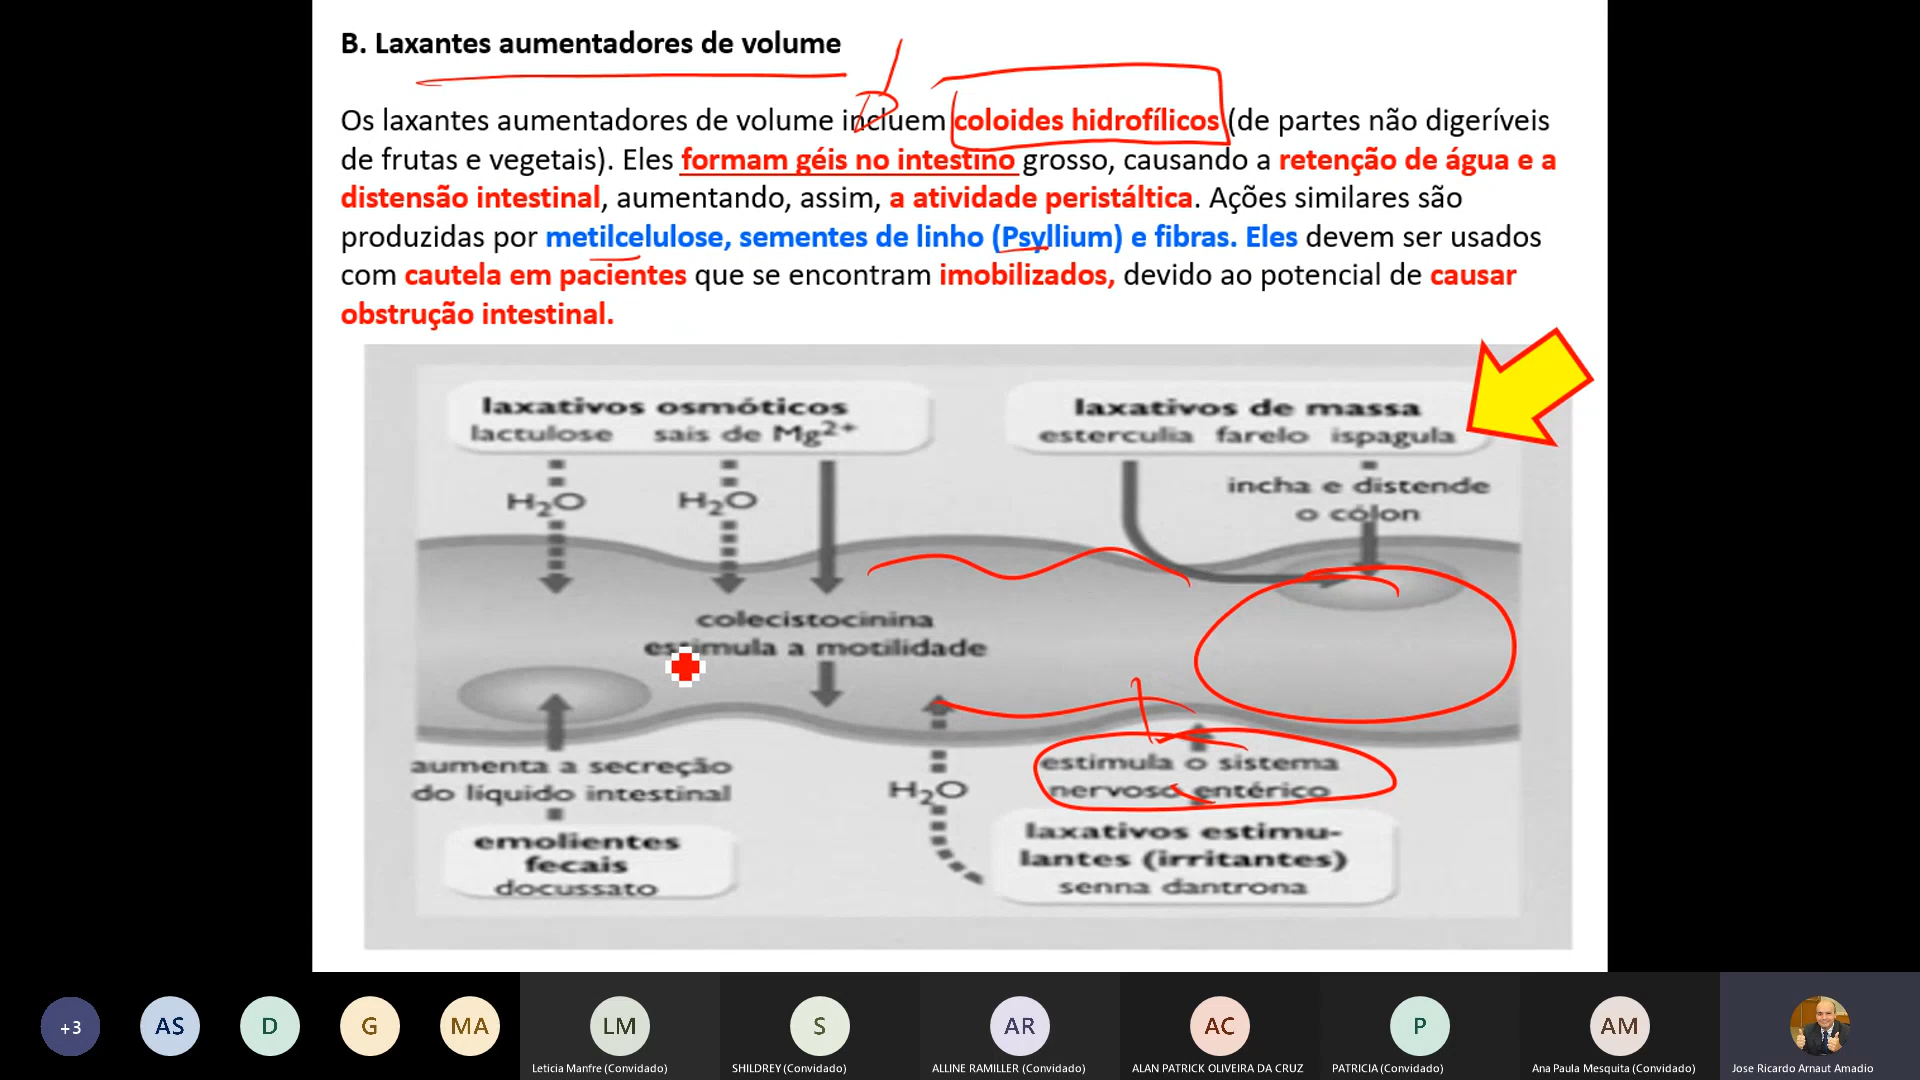 B. Laxantes aumentadores de volume
Os laxantes aumentadores de volume incluem coloides hidrofílicos (de partes não digeríveis
de frutas e vegetais). Eles formam géis no intestino grosso, causando a retenção de água e a
distensão intestinal, aumentando, assim, a atividade peristáltica. Ações similares são
produzidas por metilcelulose, sementes de linho (Psyllium) e fibras. Eles devem ser usados
com cautela em pacientes que se encontram imobilizados, devido ao potencial de causar
obstrução intestinal.
laxativos osmóticos
lactulose sais de Mg2+
laxativos de massa
esterculia farelo ispagula
H2O
H2O
incha e distende
o cólon
colecistocinina
estimula a motilidade
aumenta a secreção
do líquido intestinal
H2O
estimula o sistema
nervoso entérico
emolientes
fecais
docussato
laxativos estimu-
lantes (irritantes)
senna dantrona
+3
AS
D
G
MA
LM
S
AR
AC
P
AM
Leticia Manfre (Convidado)
SHILDREY (Convidado)
ALLINE RAMILLER (Convidado)
ALAN PATRICK OLIVEIRA DA CRUZ
PATRICIA (Convidado)
Ana Paula Mesquita (Convidado)
Jose Ricardo Arnaut Amadio